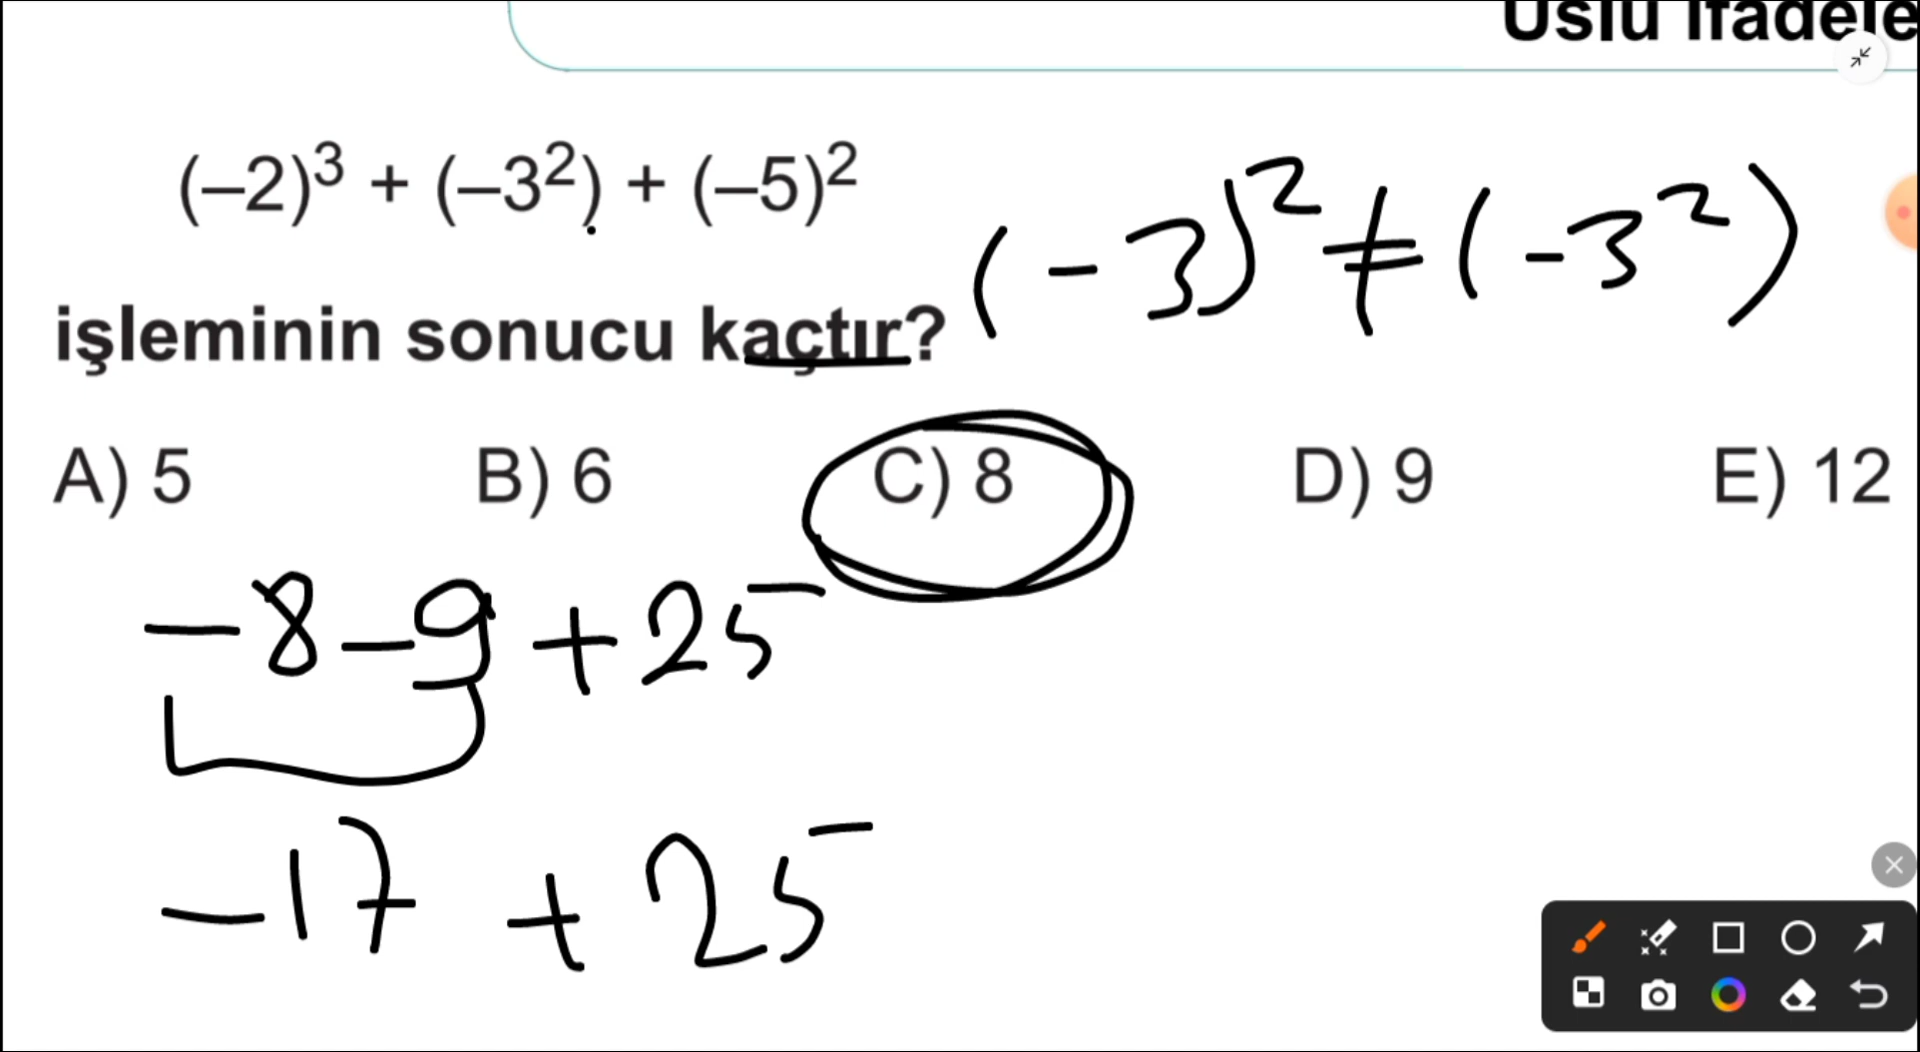 Üslü İfadele
(–2)³ + (–3²) + (–5)²
(-3)² ≠ (-3²)
işleminin sonucu kaçtır?
A) 5 B) 6 C) 8 D) 9 E) 12
-8-9+25
-17 + 25